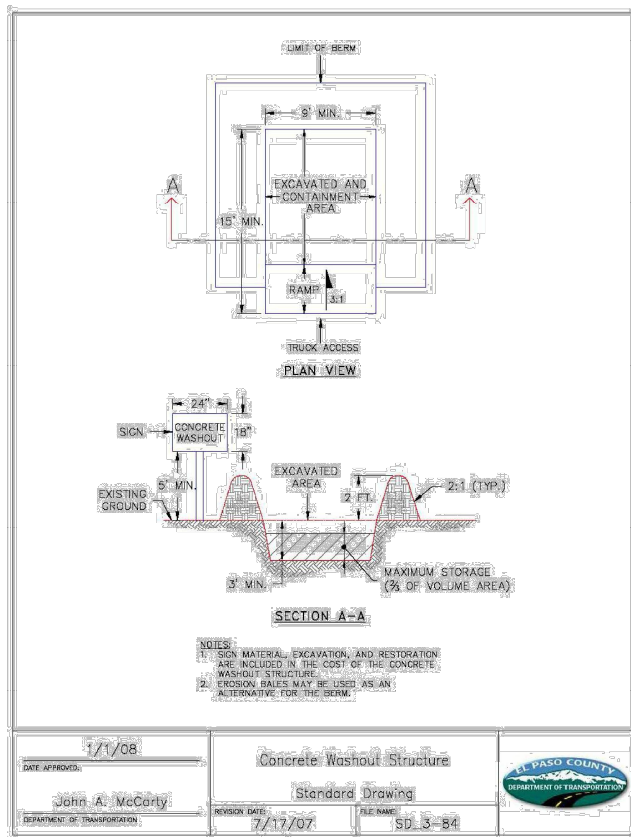 LIMIT OF BERM
9' MIN.
A
A
EXCAVATED AND
CONTAINMENT
AREA
15' MIN.
RAMP
3:1
TRUCK ACCESS
PLAN VIEW
24"
SIGN
CONCRETE
WASHOUT
18"
5' MIN.
EXCAVATED
AREA
2 FT.
2:1 (TYP.)
EXISTING
GROUND
3' MIN.
MAXIMUM STORAGE
(⅔ OF VOLUME AREA)
SECTION A-A
NOTES:
1. SIGN MATERIAL, EXCAVATION, AND RESTORATION
ARE INCLUDED IN THE COST OF THE CONCRETE
WASHOUT STRUCTURE.
2. EROSION BALES MAY BE USED AS AN
ALTERNATIVE FOR THE BERM.
1/1/08
DATE APPROVED:
John A. McCarty
DEPARTMENT OF TRANSPORTATION
Concrete Washout Structure
Standard Drawing
REVISION DATE:
7/17/07
FILE NAME:
SD_3-84
EL PASO COUNTY
DEPARTMENT OF TRANSPORTATION